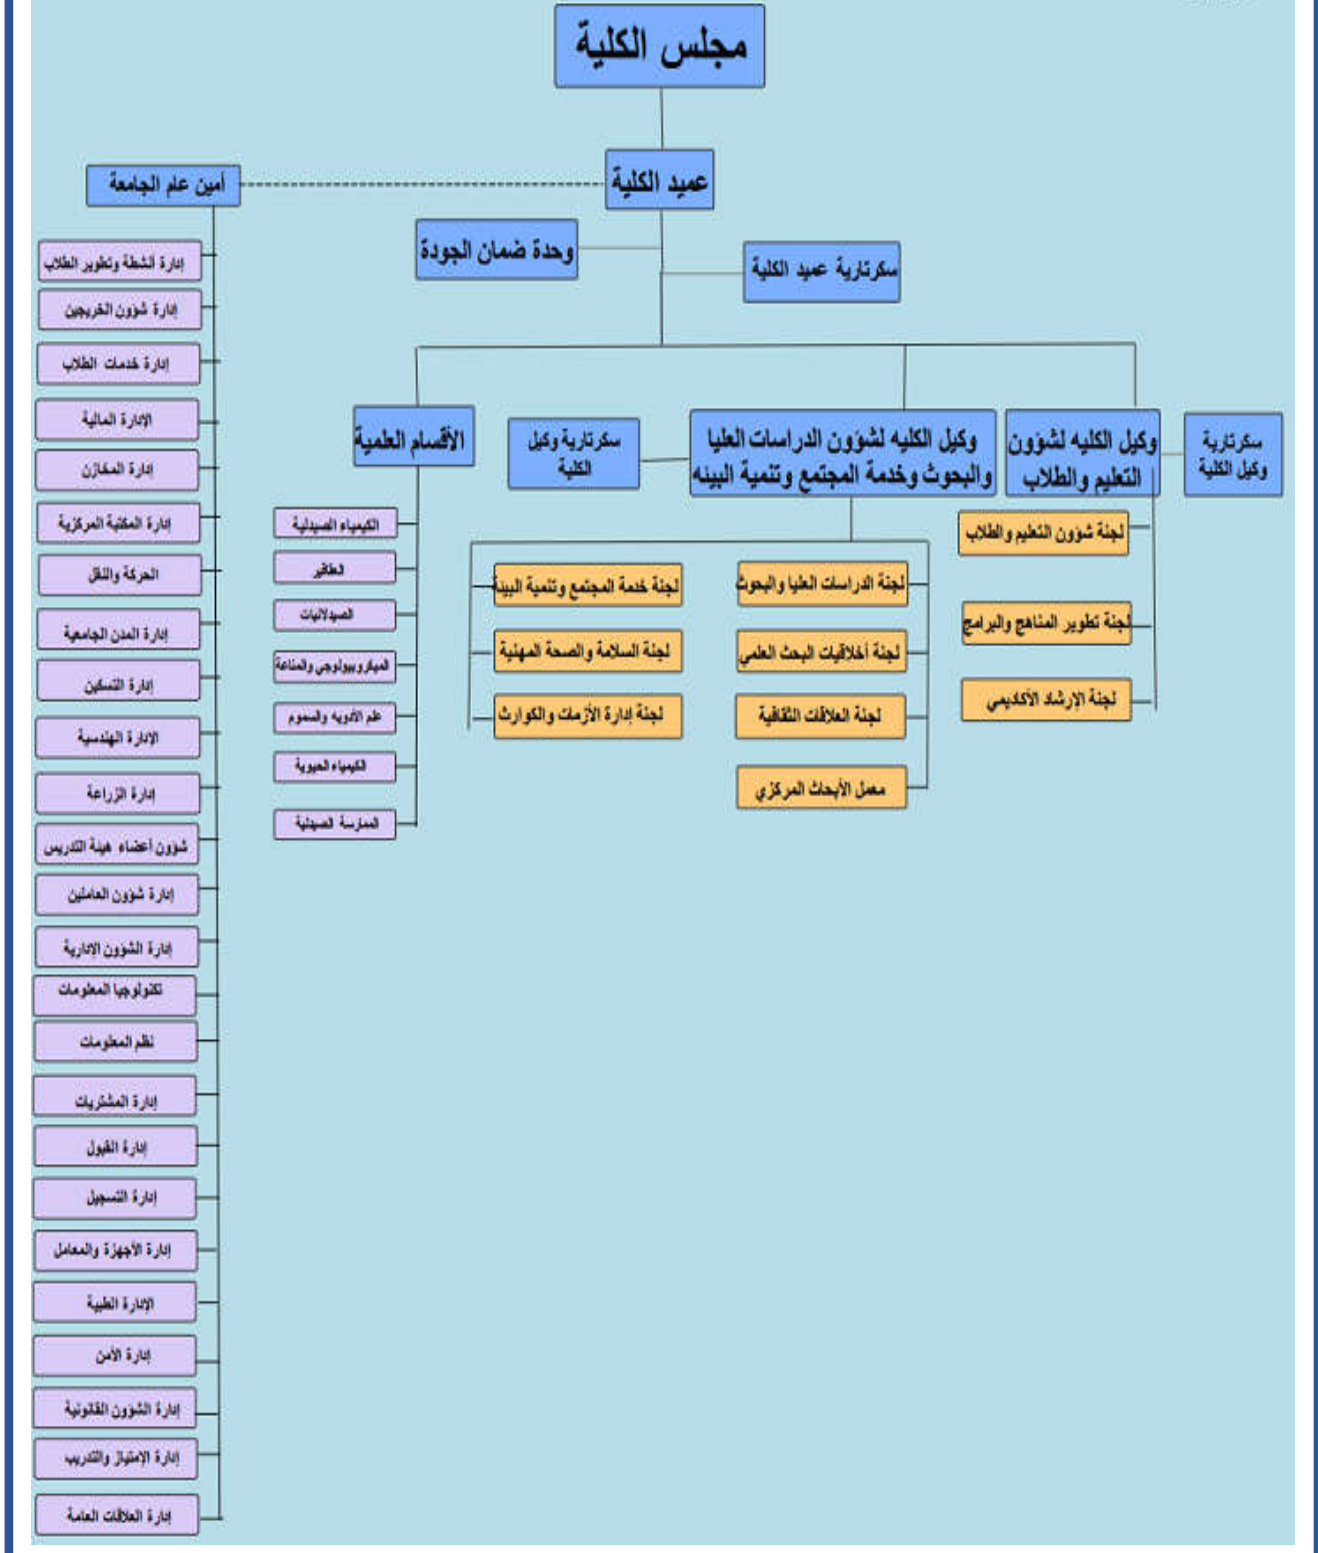 مجلس الكلية
عميد الكلية
أمين عام الجامعة
وحدة ضمان الجودة
سكرتارية عميد الكلية
سكرتارية
وكيل الكلية
وكيل الكليه لشؤون
التعليم والطلاب
وكيل الكليه لشؤون الدراسات العليا
والبحوث وخدمة المجتمع وتنمية البيئه
سكرتارية وكيل
الكلية
الأقسام العلمية
لجنة شؤون التعليم والطلاب
لجنة تطوير المناهج والبرامج
لجنة الإرشاد الأكاديمي
لجنة الدراسات العليا والبحوث
لجنة أخلاقيات البحث العلمي
لجنة العلاقات الثقافية
معمل الأبحاث المركزي
لجنة خدمة المجتمع وتنمية البيئة
لجنة السلامة والصحة المهنية
لجنة إدارة الأزمات والكوارث
الكيمياء الصيدلية
العقاقير
الصيدلانيات
الميكروبيولوجي والمناعة
علم الأدويه والسموم
الكيمياء الحيوية
الممارسة الصيدلية
إدارة أنشطة وتطوير الطلاب
إدارة شؤون الخريجين
إدارة خدمات الطلاب
الإدارة المالية
إدارة المخازن
إدارة المكتبة المركزية
الحركة والنقل
إدارة المدن الجامعية
إدارة التسكين
الإدارة الهندسية
إدارة الزراعة
شؤون أعضاء هيئة التدريس
إدارة شؤون العاملين
إدارة الشؤون الإدارية
تكنولوجيا المعلومات
نظم المعلومات
إدارة المشتريات
إدارة القبول
إدارة التسجيل
إدارة الأجهزة والمعامل
الإدارة الطبية
إدارة الأمن
إدارة الشؤون القانونية
إدارة الإمتياز والتدريب
إدارة العلاقات العامة